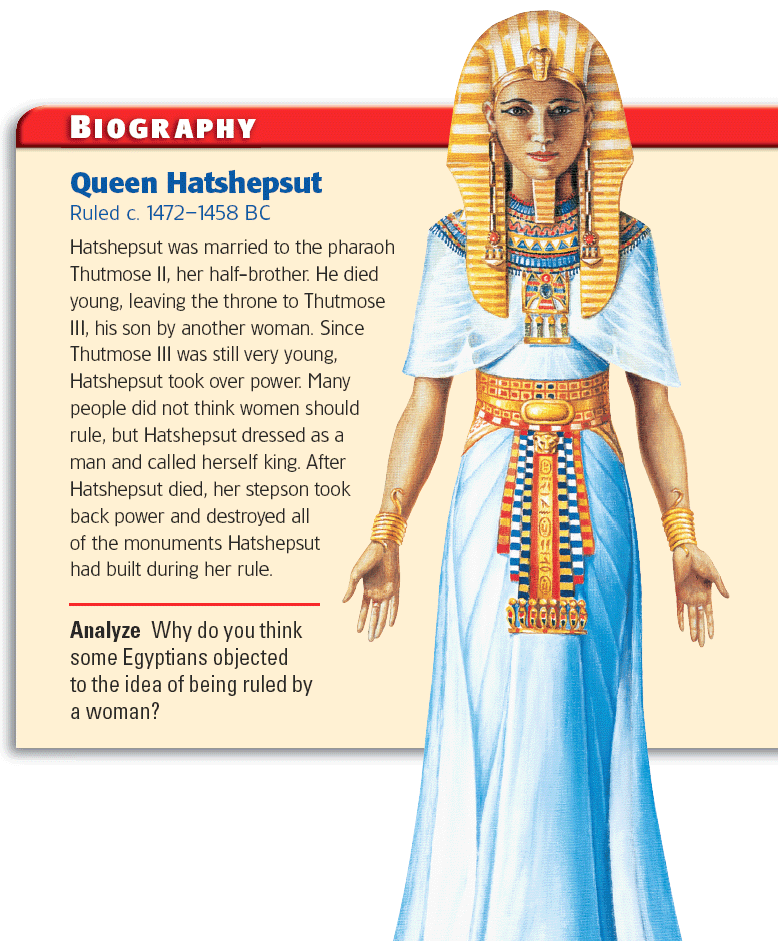 BIOGRAPHY
Queen Hatshepsut
Ruled c. 1472–1458 BC
Hatshepsut was married to the pharaoh
Thutmose II, her half-brother. He died
young, leaving the throne to Thutmose
III, his son by another woman. Since
Thutmose III was still very young,
Hatshepsut took over power. Many
people did not think women should
rule, but Hatshepsut dressed as a
man and called herself king. After
Hatshepsut died, her stepson took
back power and destroyed all
of the monuments Hatshepsut
had built during her rule.
Analyze Why do you think
some Egyptians objected
to the idea of being ruled by
a woman?